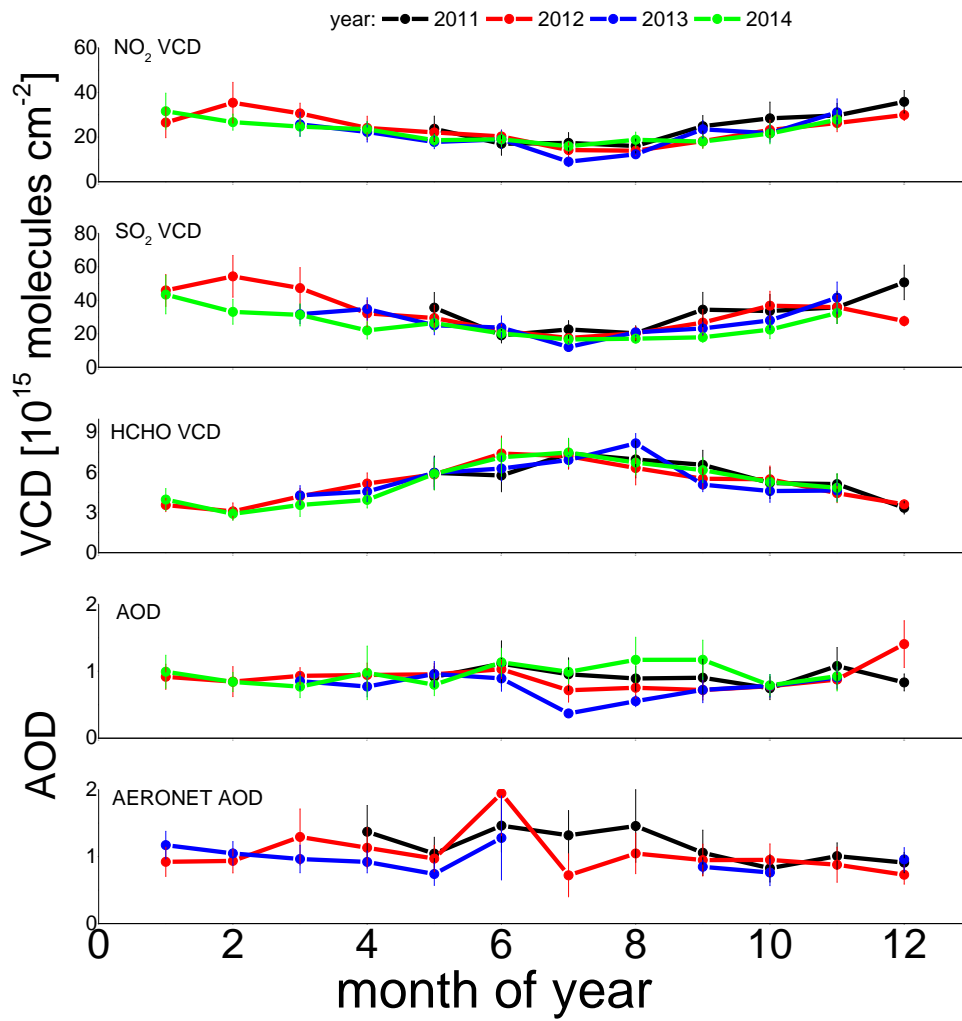 year: 2011 2012 2013 2014
NO₂ VCD
60
40
20
0
SO₂ VCD
80
60
40
20
0
HCHO VCD
9
6
3
0
VCD [10¹⁵ molecules cm⁻²]
AOD
2
1
0
AERONET AOD
2
1
0
AOD
0 2 4 6 8 10 12
month of year